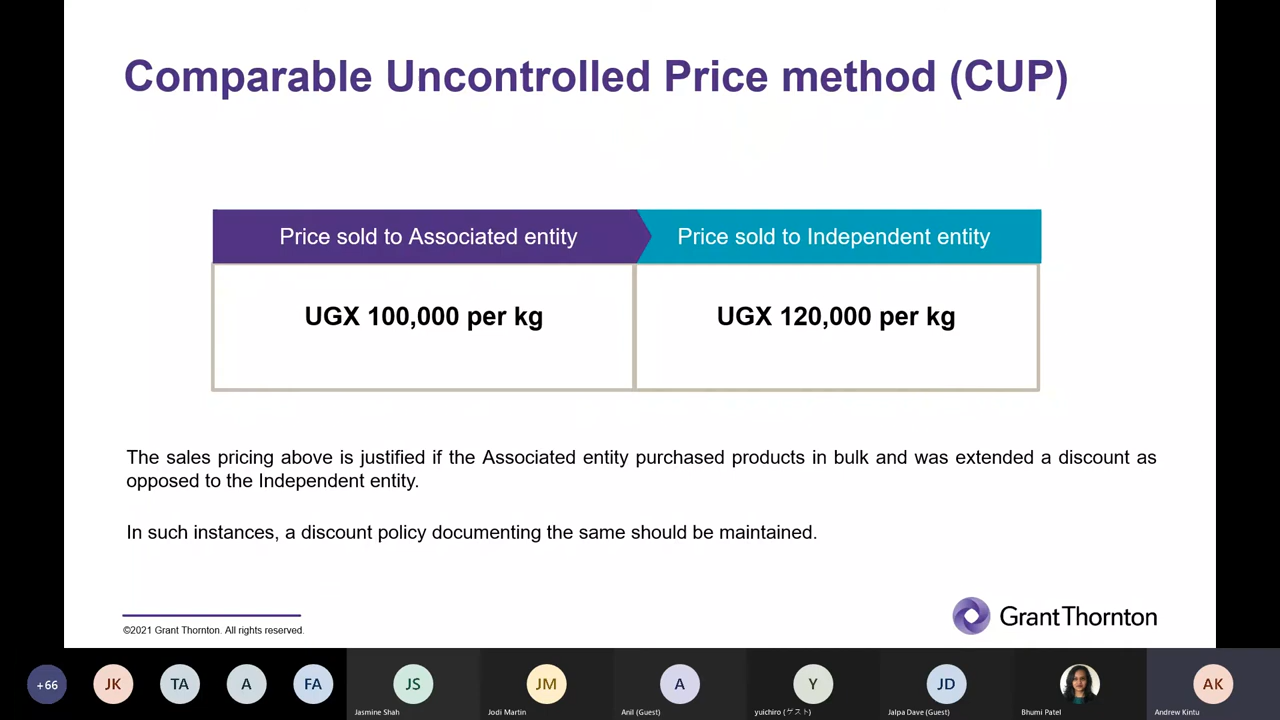 Comparable Uncontrolled Price method (CUP)
Price sold to Associated entity
Price sold to Independent entity
UGX 100,000 per kg
UGX 120,000 per kg
The sales pricing above is justified if the Associated entity purchased products in bulk and was extended a discount as
opposed to the Independent entity.
In such instances, a discount policy documenting the same should be maintained.
©2021 Grant Thornton. All rights reserved.
GrantThornton
+66
JK
TA
A
FA
JS
Jasmine Shah
JM
Jodi Martin
A
Anil (Guest)
Y
yuichiro (ゲスト)
JD
Jalpa Dave (Guest)
Bhumi Patel
AK
Andrew Kintu